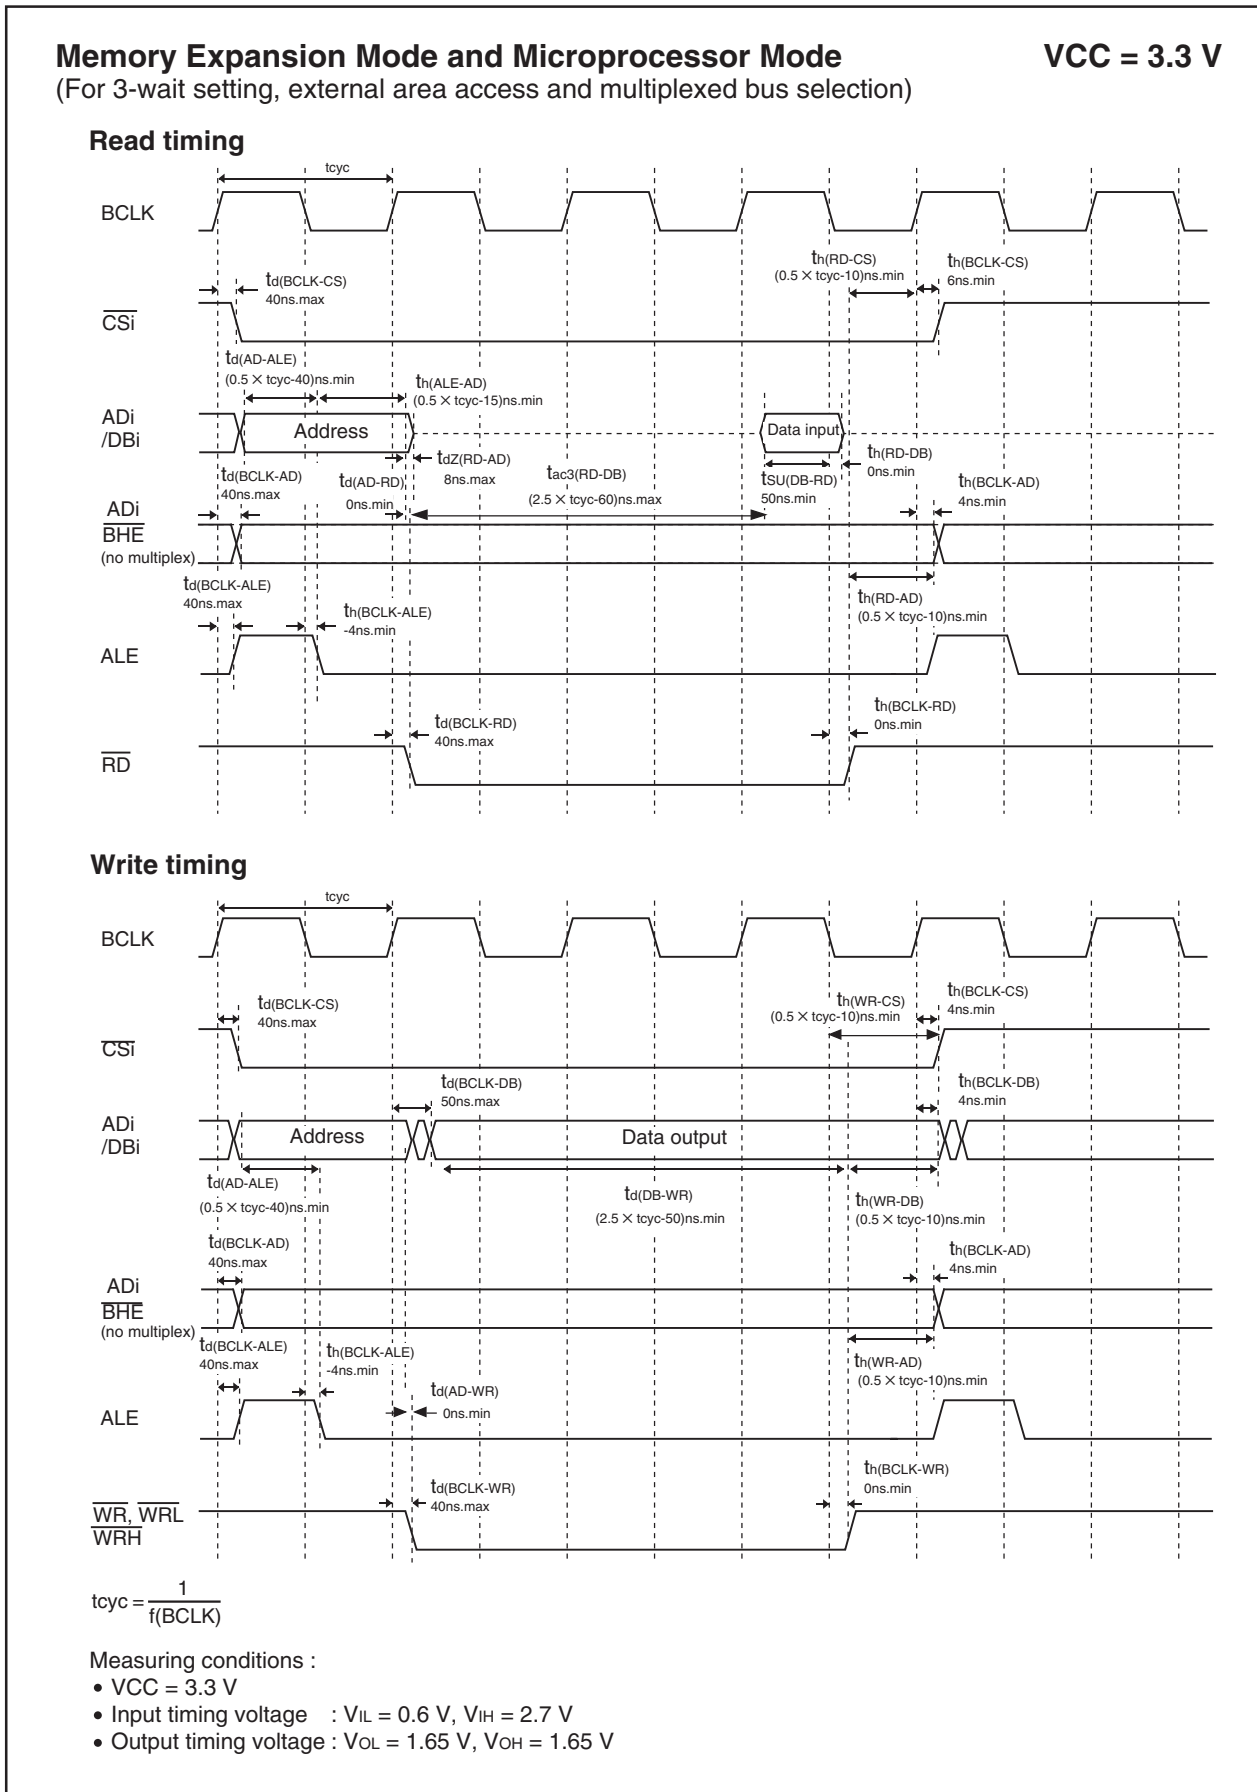 Memory Expansion Mode and Microprocessor Mode VCC = 3.3 V
(For 3-wait setting, external area access and multiplexed bus selection)
Read timing
tcyc
BCLK
th(RD-CS)
(0.5 × tcyc-10)ns.min
th(BCLK-CS)
6ns.min
td(BCLK-CS)
40ns.max
CSi
td(AD-ALE)
(0.5 × tcyc-40)ns.min
th(ALE-AD)
(0.5 × tcyc-15)ns.min
ADi
/DBi
Address
Data input
td(BCLK-AD)
40ns.max
td(AD-RD)
0ns.min
tdZ(RD-AD)
8ns.max
tac3(RD-DB)
(2.5 × tcyc-60)ns.max
tSU(DB-RD)
50ns.min
th(RD-DB)
0ns.min
th(BCLK-AD)
4ns.min
ADi
BHE
(no multiplex)
td(BCLK-ALE)
40ns.max
th(BCLK-ALE)
-4ns.min
th(RD-AD)
(0.5 × tcyc-10)ns.min
ALE
td(BCLK-RD)
40ns.max
th(BCLK-RD)
0ns.min
RD
Write timing
tcyc
BCLK
td(BCLK-CS)
40ns.max
th(WR-CS)
(0.5 × tcyc-10)ns.min
th(BCLK-CS)
4ns.min
CSi
td(BCLK-DB)
50ns.max
th(BCLK-DB)
4ns.min
ADi
/DBi
Address
Data output
td(AD-ALE)
(0.5 × tcyc-40)ns.min
td(DB-WR)
(2.5 × tcyc-50)ns.min
th(WR-DB)
(0.5 × tcyc-10)ns.min
td(BCLK-AD)
40ns.max
th(BCLK-AD)
4ns.min
ADi
BHE
(no multiplex)
td(BCLK-ALE)
40ns.max
th(BCLK-ALE)
-4ns.min
th(WR-AD)
(0.5 × tcyc-10)ns.min
td(AD-WR)
0ns.min
ALE
td(BCLK-WR)
40ns.max
th(BCLK-WR)
0ns.min
WR, WRL
WRH
tcyc = 1
f(BCLK)
Measuring conditions :
• VCC = 3.3 V
• Input timing voltage : VIL = 0.6 V, VIH = 2.7 V
• Output timing voltage : VOL = 1.65 V, VOH = 1.65 V